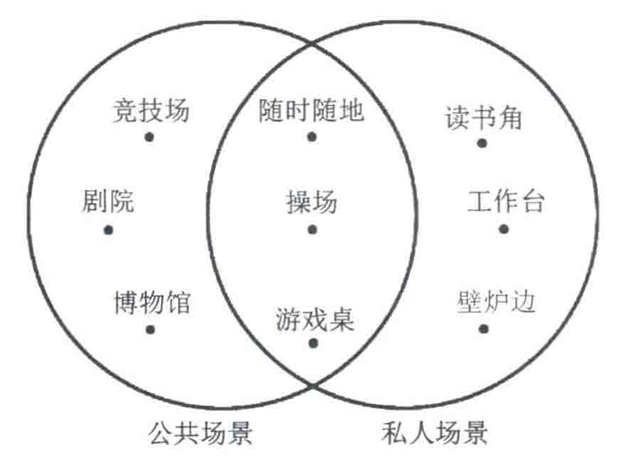 竞技场
随时随地
读书角
剧院
操场
工作台
博物馆
游戏桌
壁炉边
公共场景
私人场景